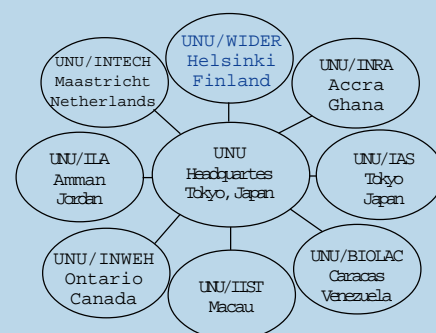 UNU/WIDER
Helsinki
Finland
UNU/INTECH
Maastricht
Netherlands
UNU/INRA
Accra
Ghana
UNU
Headquartes
Tokyo, Japan
UNU/ILA
Amman
Jordan
UNU/IAS
Tokyo
Japan
UNU/INWEH
Ontario
Canada
UNU/IIST
Macau
UNU/BIOLAC
Caracas
Venezuela